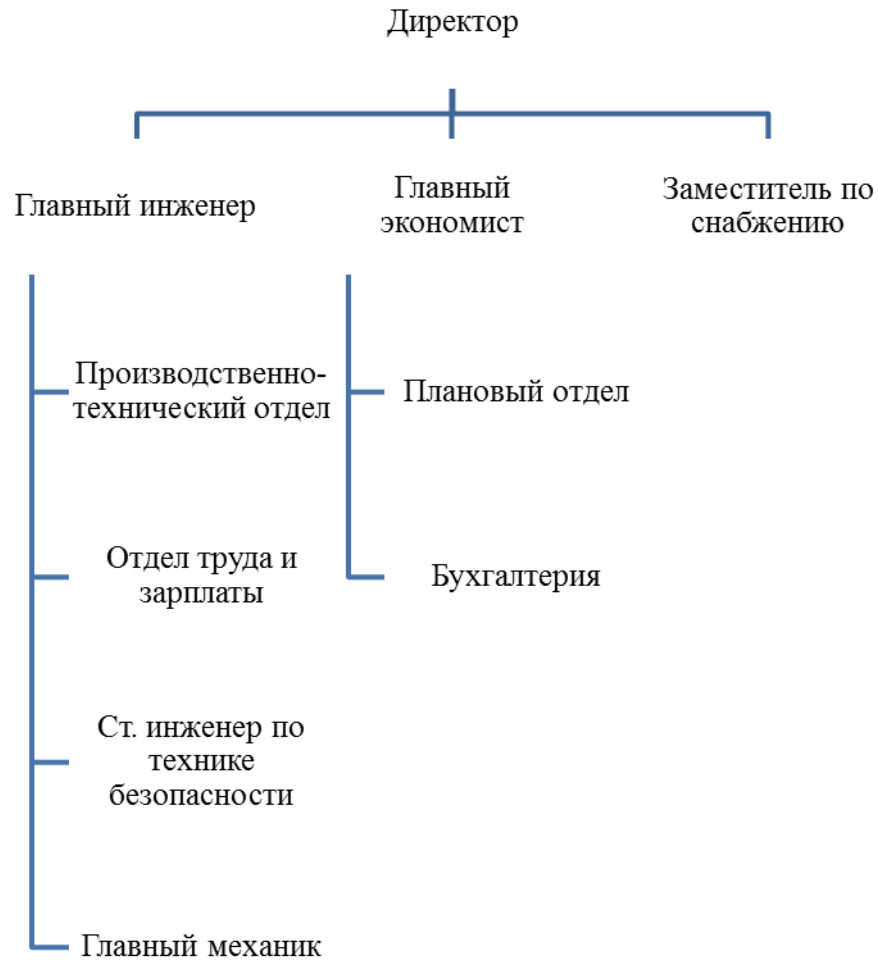 Директор
Главный инженер
Главный
экономист
Заместитель по
снабжению
Производственно-
технический отдел
Плановый отдел
Отдел труда и
зарплаты
Бухгалтерия
Ст. инженер по
технике
безопасности
Главный механик